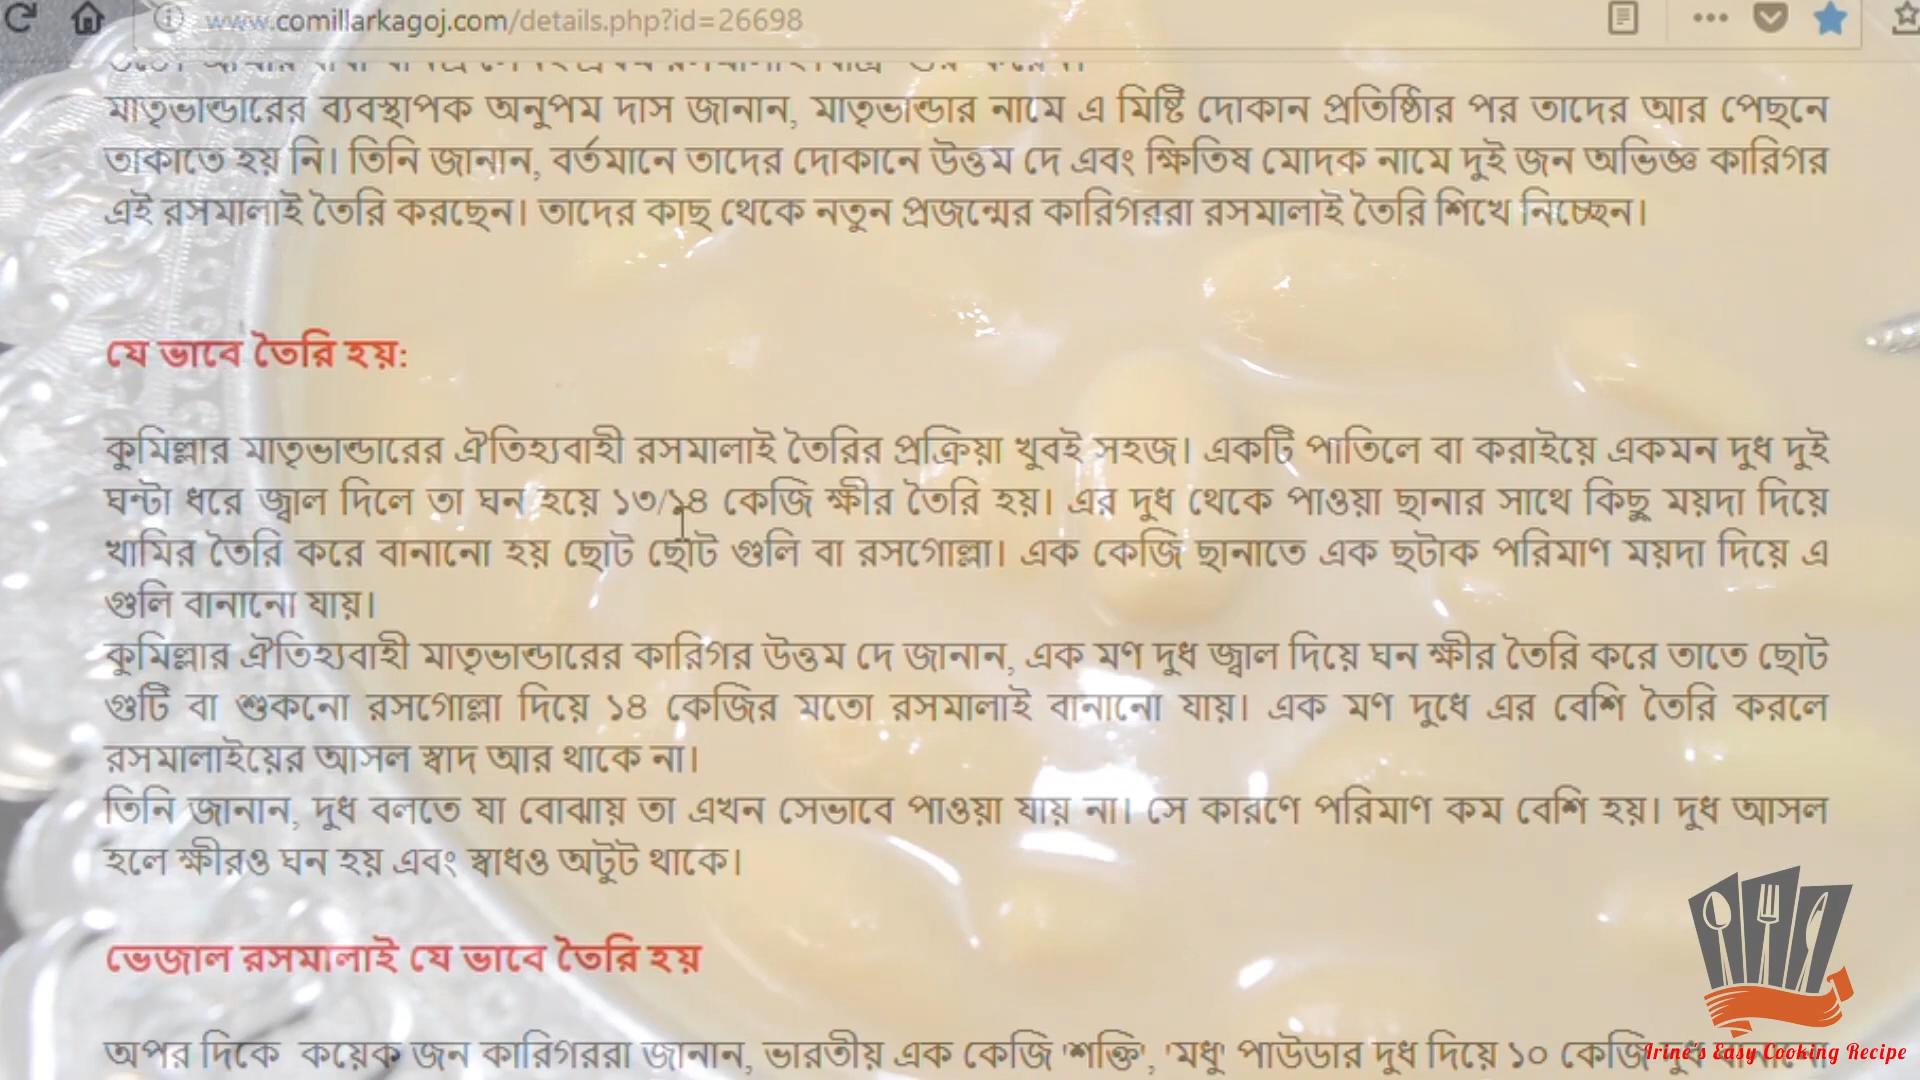 www.comillarkagoj.com/details.php?id=26698
মাতৃভান্ডারের ব্যবস্থাপক অনুপম দাস জানান, মাতৃভান্ডার নামে এ মিষ্টি দোকান প্রতিষ্ঠার পর তাদের আর পেছনে
তাকাতে হয় নি। তিনি জানান, বর্তমানে তাদের দোকানে উত্তম দে এবং ক্ষিতিষ মোদক নামে দুই জন অভিজ্ঞ কারিগর
এই রসমালাই তৈরি করছেন। তাদের কাছ থেকে নতুন প্রজন্মের কারিগররা রসমালাই তৈরি শিখে নিচ্ছেন।
যে ভাবে তৈরি হয়:
কুমিল্লার মাতৃভান্ডারের ঐতিহ্যবাহী রসমালাই তৈরির প্রক্রিয়া খুবই সহজ। একটি পাতিলে বা করাইয়ে একমন দুধ দুই
ঘন্টা ধরে জ্বাল দিলে তা ঘন হয়ে ১৩/১৪ কেজি ক্ষীর তৈরি হয়। এর দুধ থেকে পাওয়া ছানার সাথে কিছু ময়দা দিয়ে
খামির তৈরি করে বানানো হয় ছোট ছোট গুলি বা রসগোল্লা। এক কেজি ছানাতে এক ছটাক পরিমাণ ময়দা দিয়ে এ
গুলি বানানো যায়।
কুমিল্লার ঐতিহ্যবাহী মাতৃভান্ডারের কারিগর উত্তম দে জানান, এক মণ দুধ জ্বাল দিয়ে ঘন ক্ষীর তৈরি করে তাতে ছোট
গুটি বা শুকনো রসগোল্লা দিয়ে ১৪ কেজির মতো রসমালাই বানানো যায়। এক মণ দুধে এর বেশি তৈরি করলে
রসমালাইয়ের আসল স্বাদ আর থাকে না।
তিনি জানান, দুধ বলতে যা বোঝায় তা এখন সেভাবে পাওয়া যায় না। সে কারণে পরিমাণ কম বেশি হয়। দুধ আসল
হলে ক্ষীরও ঘন হয় এবং স্বাধও অটুট থাকে।
ভেজাল রসমালাই যে ভাবে তৈরি হয়
অপর দিকে কয়েক জন কারিগররা জানান, ভারতীয় এক কেজি 'শক্তি', 'মধু' পাউডার দুধ দিয়ে ১০ কেজি দুধ বানানো
Irine's Easy Cooking Recipe